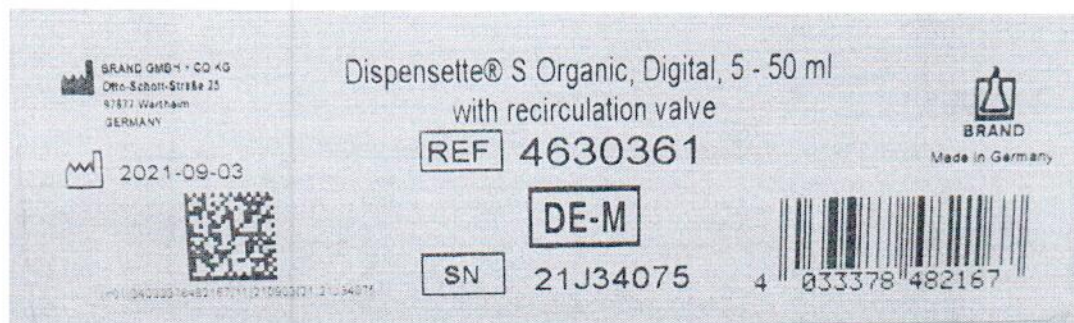 BRAND GMBH + CO KG
Otto-Schott-Straße 25
97877 Wertheim
GERMANY
2021-09-03
Dispensette® S Organic, Digital, 5 - 50 ml
with recirculation valve
REF 4630361
DE-M
SN 21J34075
BRAND
Made in Germany
4 033378 482167